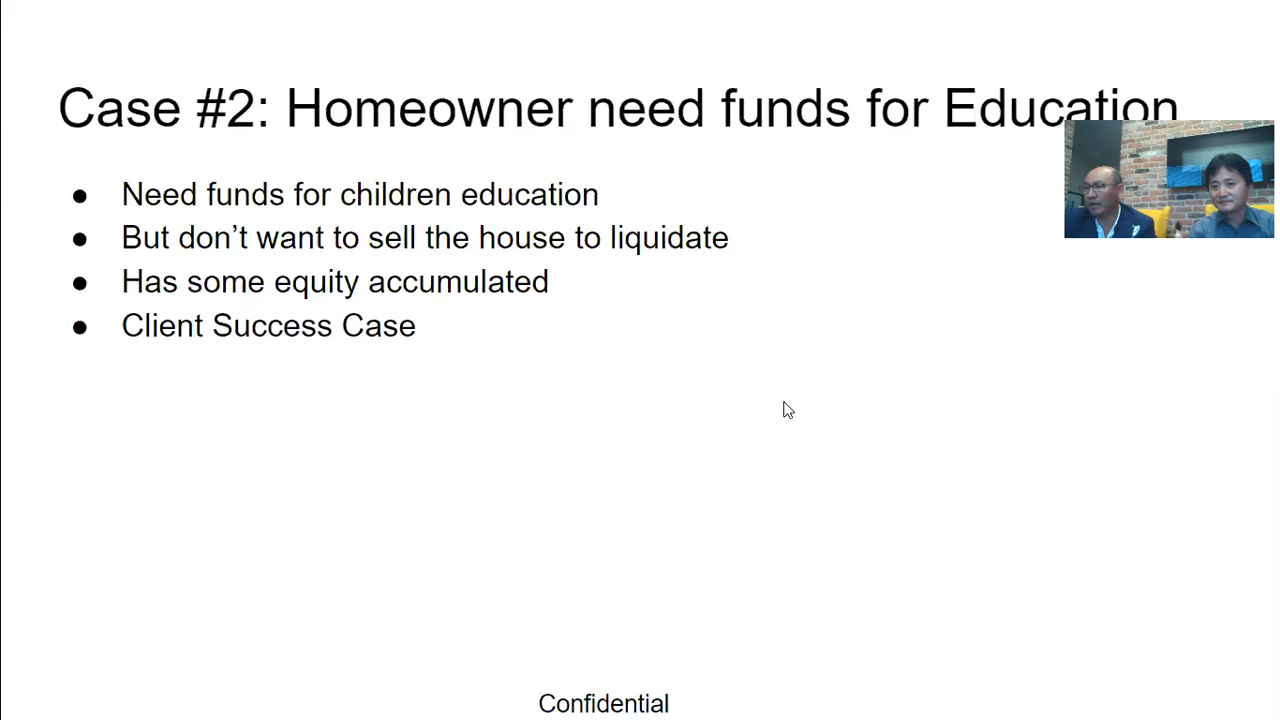 Case #2: Homeowner need funds for Education
● Need funds for children education
● But don’t want to sell the house to liquidate
● Has some equity accumulated
● Client Success Case
Confidential